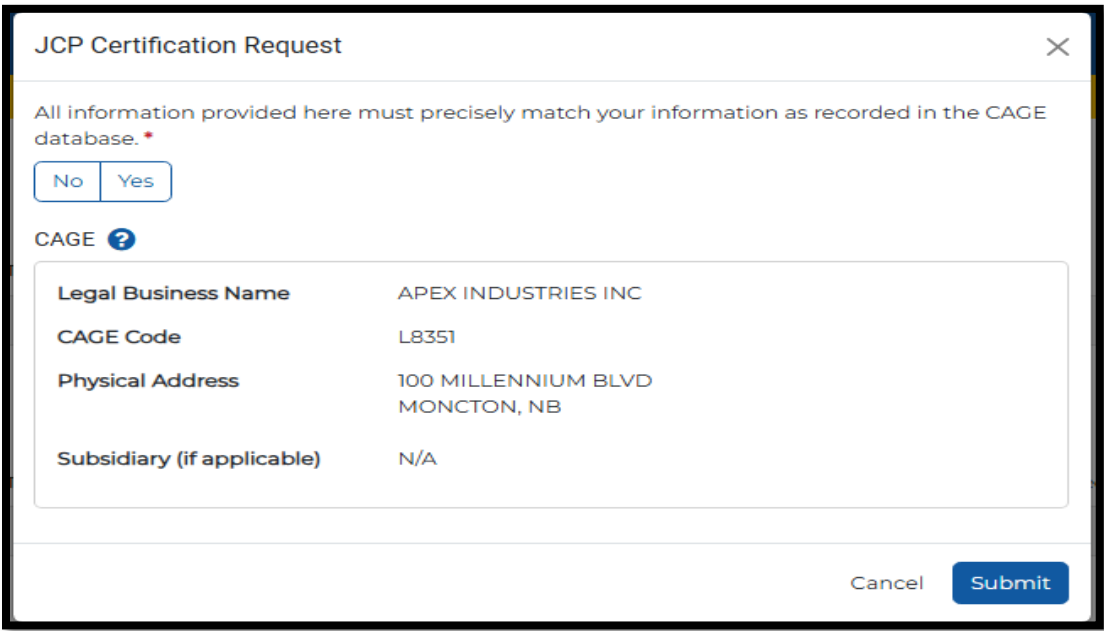 JCP Certification Request
All information provided here must precisely match your information as recorded in the CAGE
database. *
No Yes
CAGE ?
Legal Business Name APEX INDUSTRIES INC
CAGE Code L8351
Physical Address 100 MILLENNIUM BLVD
MONCTON, NB
Subsidiary (if applicable) N/A
Cancel Submit